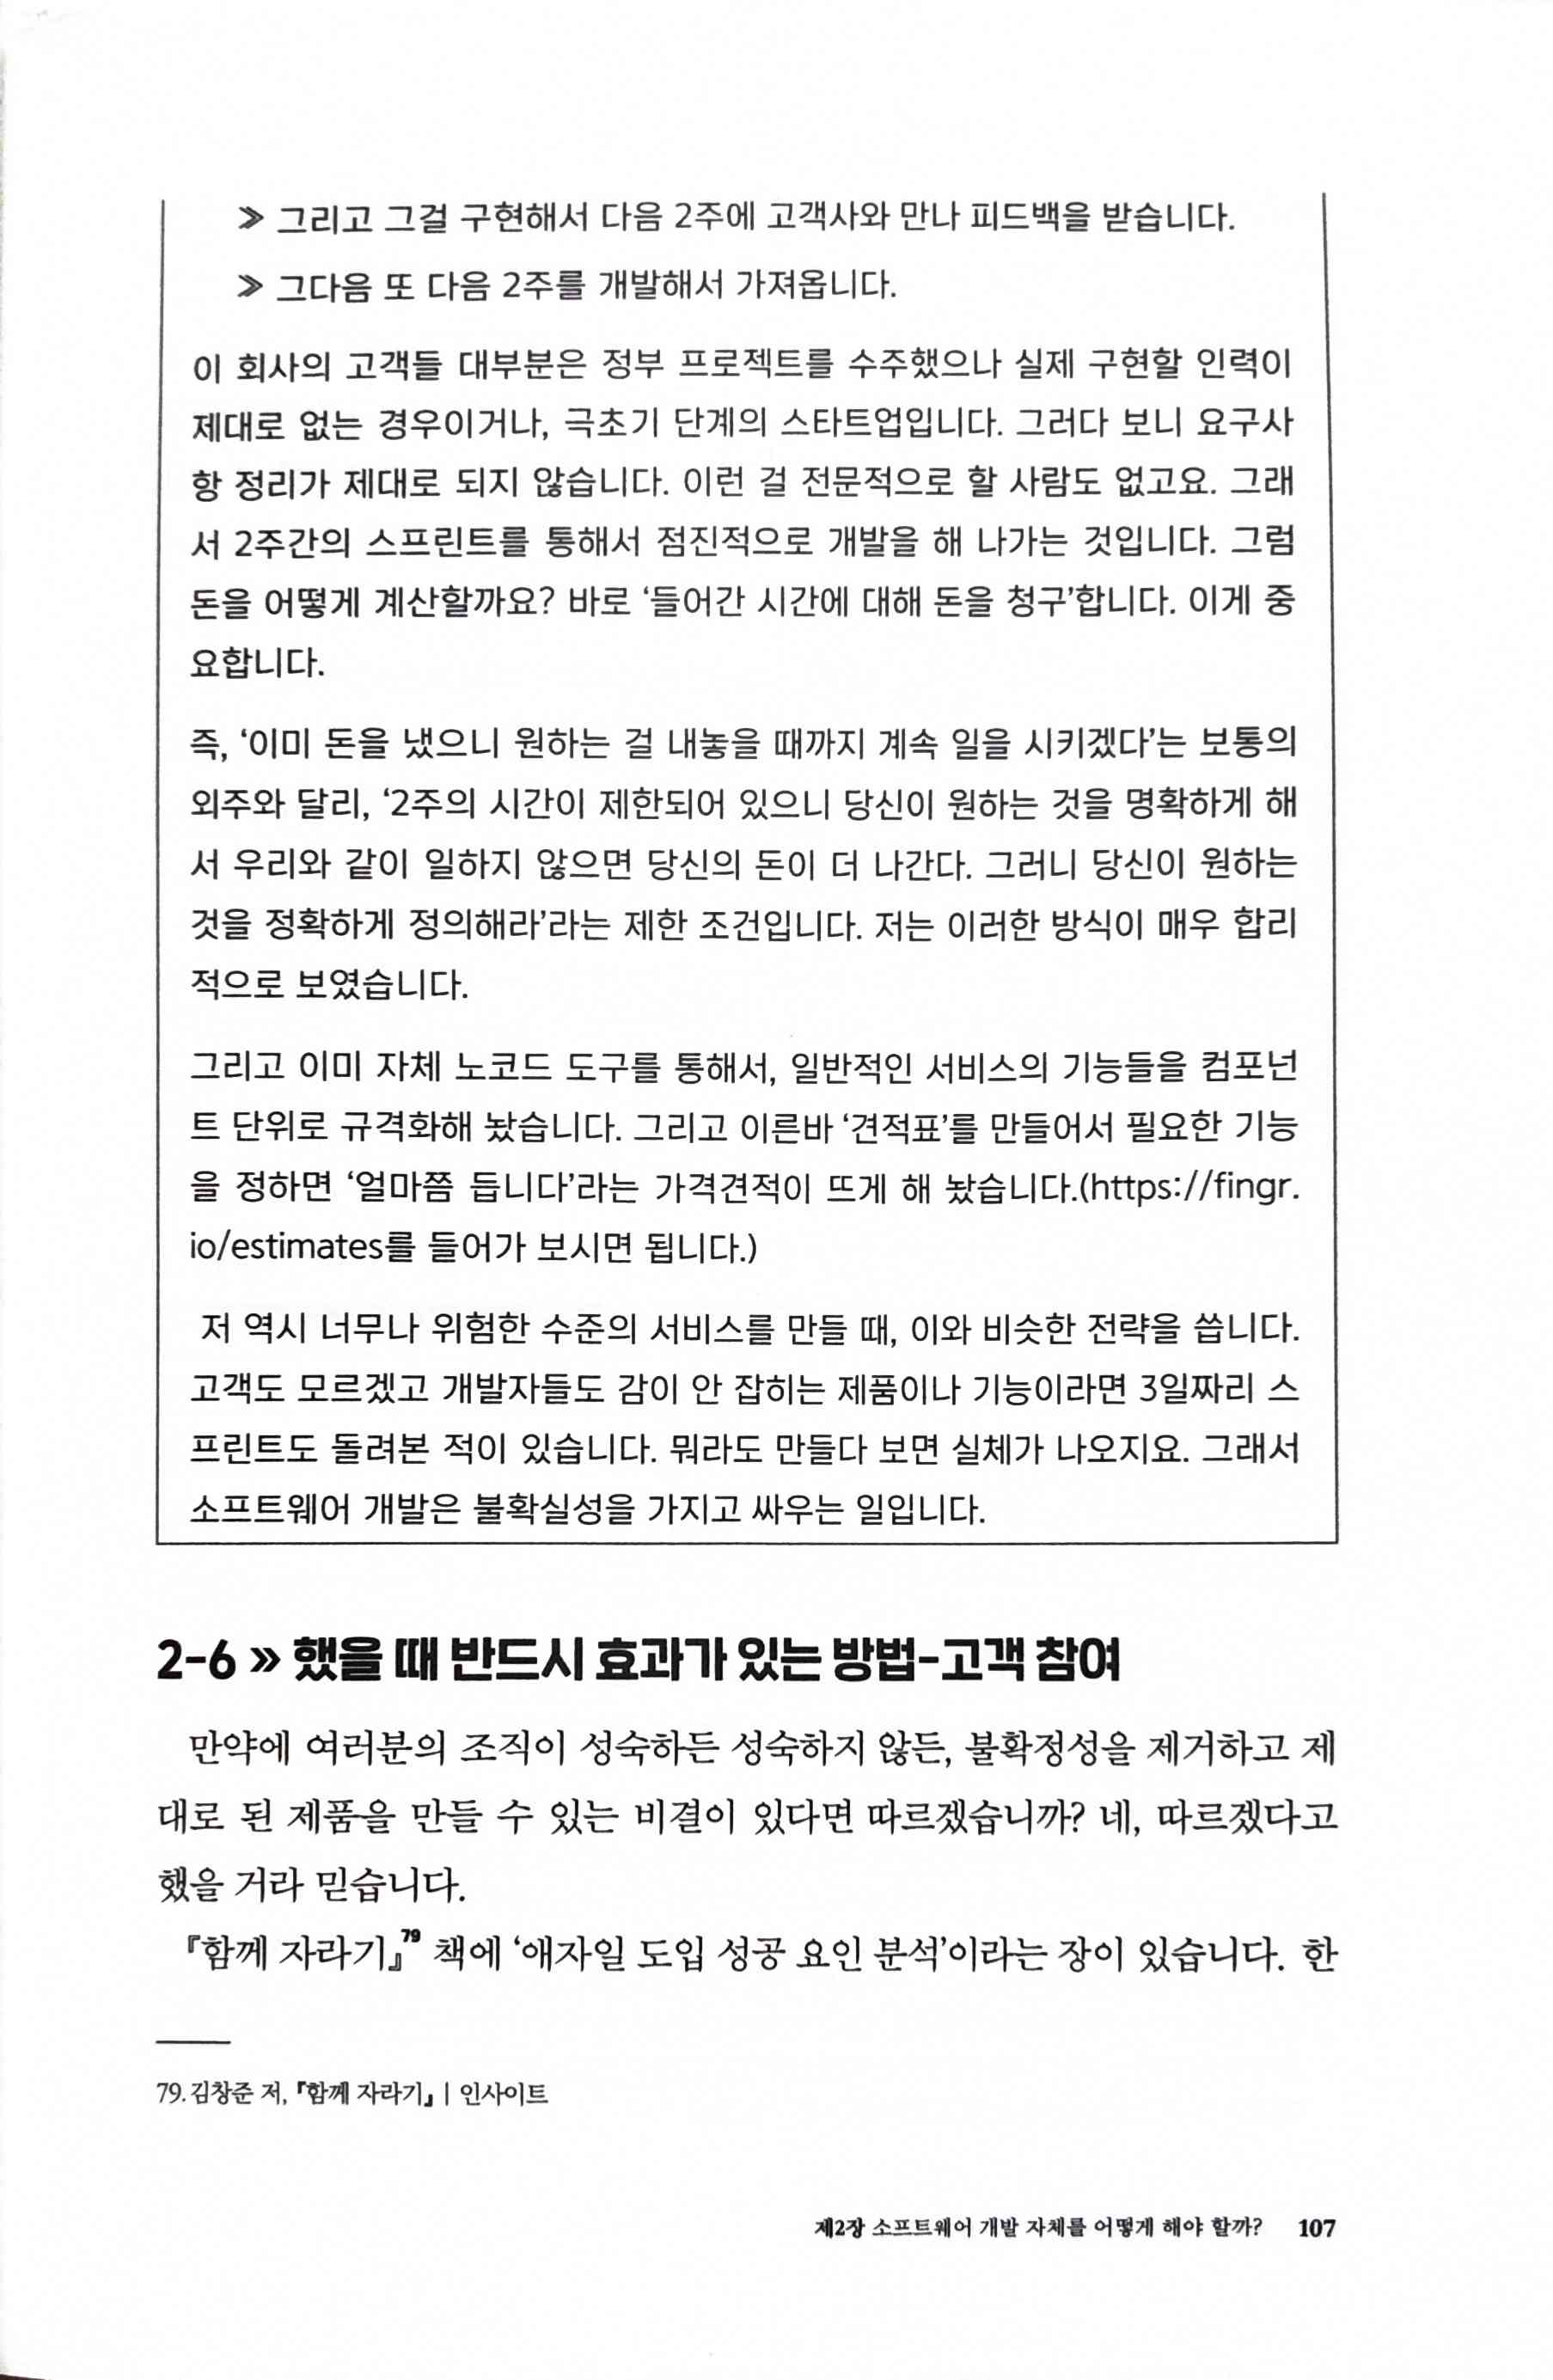 ≫ 그리고 그걸 구현해서 다음 2주에 고객사와 만나 피드백을 받습니다.
≫ 그다음 또 다음 2주를 개발해서 가져옵니다.
이 회사의 고객들 대부분은 정부 프로젝트를 수주했으나 실제 구현할 인력이
제대로 없는 경우이거나, 극초기 단계의 스타트업입니다. 그러다 보니 요구사
항 정리가 제대로 되지 않습니다. 이런 걸 전문적으로 할 사람도 없고요. 그래
서 2주간의 스프린트를 통해서 점진적으로 개발을 해 나가는 것입니다. 그럼
돈을 어떻게 계산할까요? 바로 ‘들어간 시간에 대해 돈을 청구’합니다. 이게 중
요합니다.
즉, ‘이미 돈을 냈으니 원하는 걸 내놓을 때까지 계속 일을 시키겠다’는 보통의
외주와 달리, ‘2주의 시간이 제한되어 있으니 당신이 원하는 것을 명확하게 해
서 우리와 같이 일하지 않으면 당신의 돈이 더 나간다. 그러니 당신이 원하는
것을 정확하게 정의해라’라는 제한 조건입니다. 저는 이러한 방식이 매우 합리
적으로 보였습니다.
그리고 이미 자체 노코드 도구를 통해서, 일반적인 서비스의 기능들을 컴포넌
트 단위로 규격화해 놨습니다. 그리고 이른바 ‘견적표’를 만들어서 필요한 기능
을 정하면 ‘얼마쯤 듭니다’라는 가격견적이 뜨게 해 놨습니다.(https://fingr.
io/estimates를 들어가 보시면 됩니다.)
저 역시 너무나 위험한 수준의 서비스를 만들 때, 이와 비슷한 전략을 씁니다.
고객도 모르겠고 개발자들도 감이 안 잡히는 제품이나 기능이라면 3일짜리 스
프린트도 돌려본 적이 있습니다. 뭐라도 만들다 보면 실체가 나오지요. 그래서
소프트웨어 개발은 불확실성을 가지고 싸우는 일입니다.
2-6 ≫ 했을 때 반드시 효과가 있는 방법-고객 참여
만약에 여러분의 조직이 성숙하든 성숙하지 않든, 불확정성을 제거하고 제
대로 된 제품을 만들 수 있는 비결이 있다면 따르겠습니까? 네, 따르겠다고
했을 거라 믿습니다.
『함께 자라기』79 책에 ‘애자일 도입 성공 요인 분석’이라는 장이 있습니다. 한
79. 김창준 저, 『함께 자라기』 | 인사이트
제2장 소프트웨어 개발 자체를 어떻게 해야 할까? 107